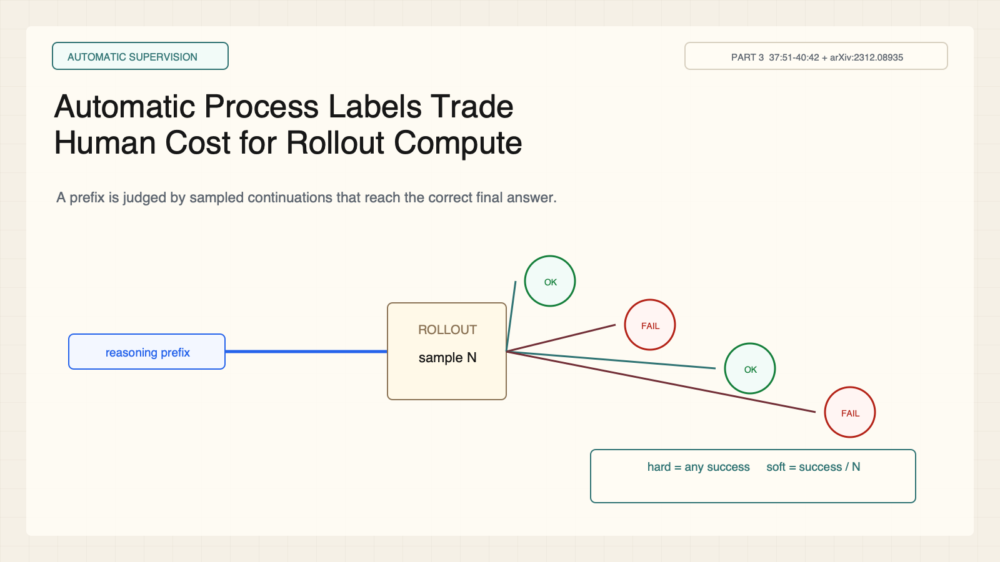 AUTOMATIC SUPERVISION
PART 3 37:51-40:42 + arXiv:2312.08935
Automatic Process Labels Trade
Human Cost for Rollout Compute
A prefix is judged by sampled continuations that reach the correct final answer.
reasoning prefix
ROLLOUT
sample N
OK
FAIL
OK
FAIL
hard = any success soft = success / N